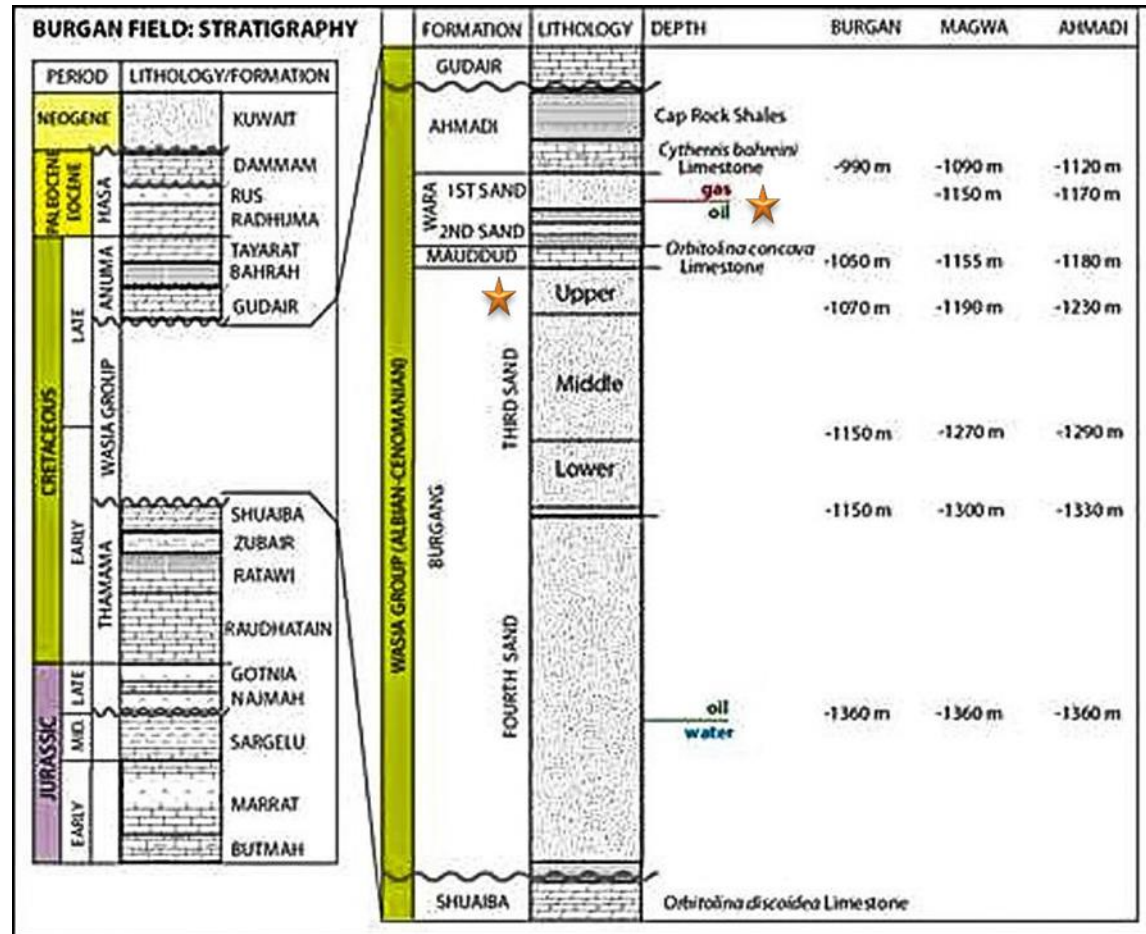 BURGAN FIELD: STRATIGRAPHY
PERIOD LITHOLOGY/FORMATION
NEOGENE
KUWAIT
PALEOCENE
EOCENE
HASA
DAMMAM
RUS
RADHUMA
CRETACEOUS
LATE
ANUMA
TAYARAT
BAHRAH
GUDAIR
WASIA GROUP
EARLY
THAMAMA
SHUAIBA
ZUBAIR
RATAWI
RAUDHATAIN
JURASSIC
LATE
GOTNIA
NAJMAH
MID.
SARGELU
EARLY
MARRAT
BUTMAH
FORMATION LITHOLOGY DEPTH BURGAN MAGWA AHMADI
WASIA GROUP (ALBIAN-CENOMANIAN)
GUDAIR
AHMADI
Cap Rock Shales
Cythennis bahreini
Limestone -990 m -1090 m -1120 m
WARA
1ST SAND
gas -1150 m -1170 m
oil
2ND SAND
MAUDDUD
Orbitolina concava
Limestone -1050 m -1155 m -1180 m
BURGANG
THIRD SAND
Upper
-1070 m -1190 m -1230 m
Middle
-1150 m -1270 m -1290 m
Lower
-1150 m -1300 m -1330 m
FOURTH SAND
oil
water
-1360 m -1360 m -1360 m
SHUAIBA
Orbitolina discoidea Limestone